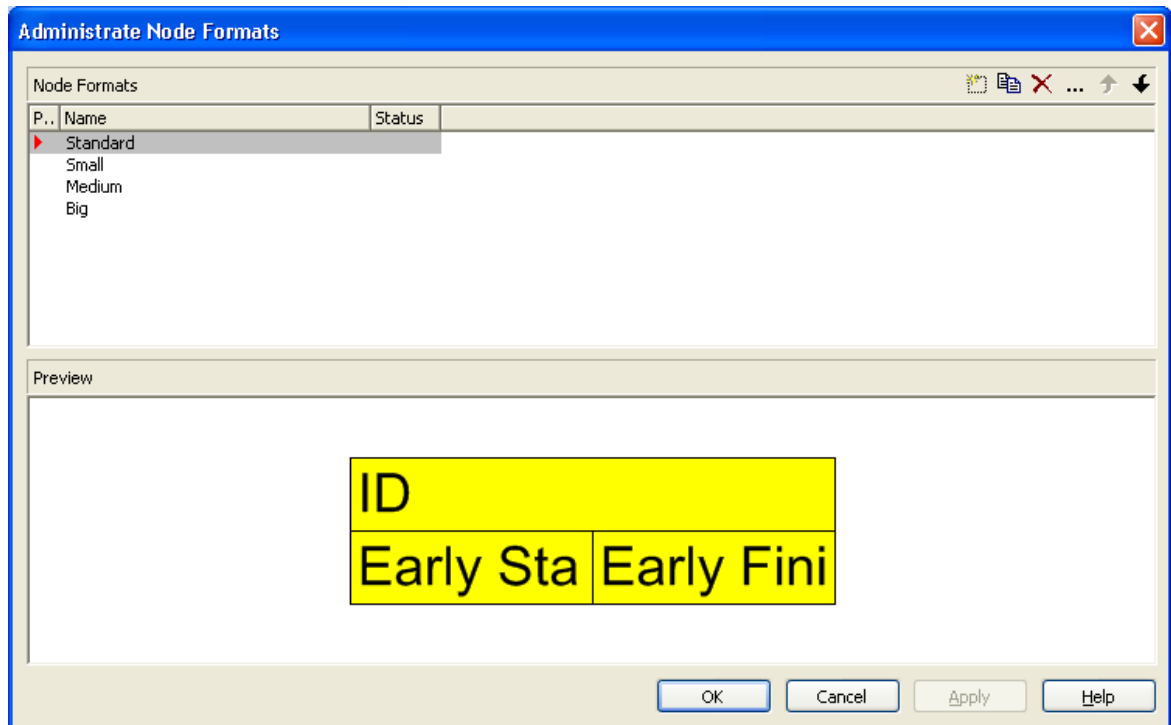 Administrate Node Formats
Node Formats
...
P.. Name Status
Standard
Small
Medium
Big
Preview
ID
Early Sta Early Fini
OK Cancel Apply Help